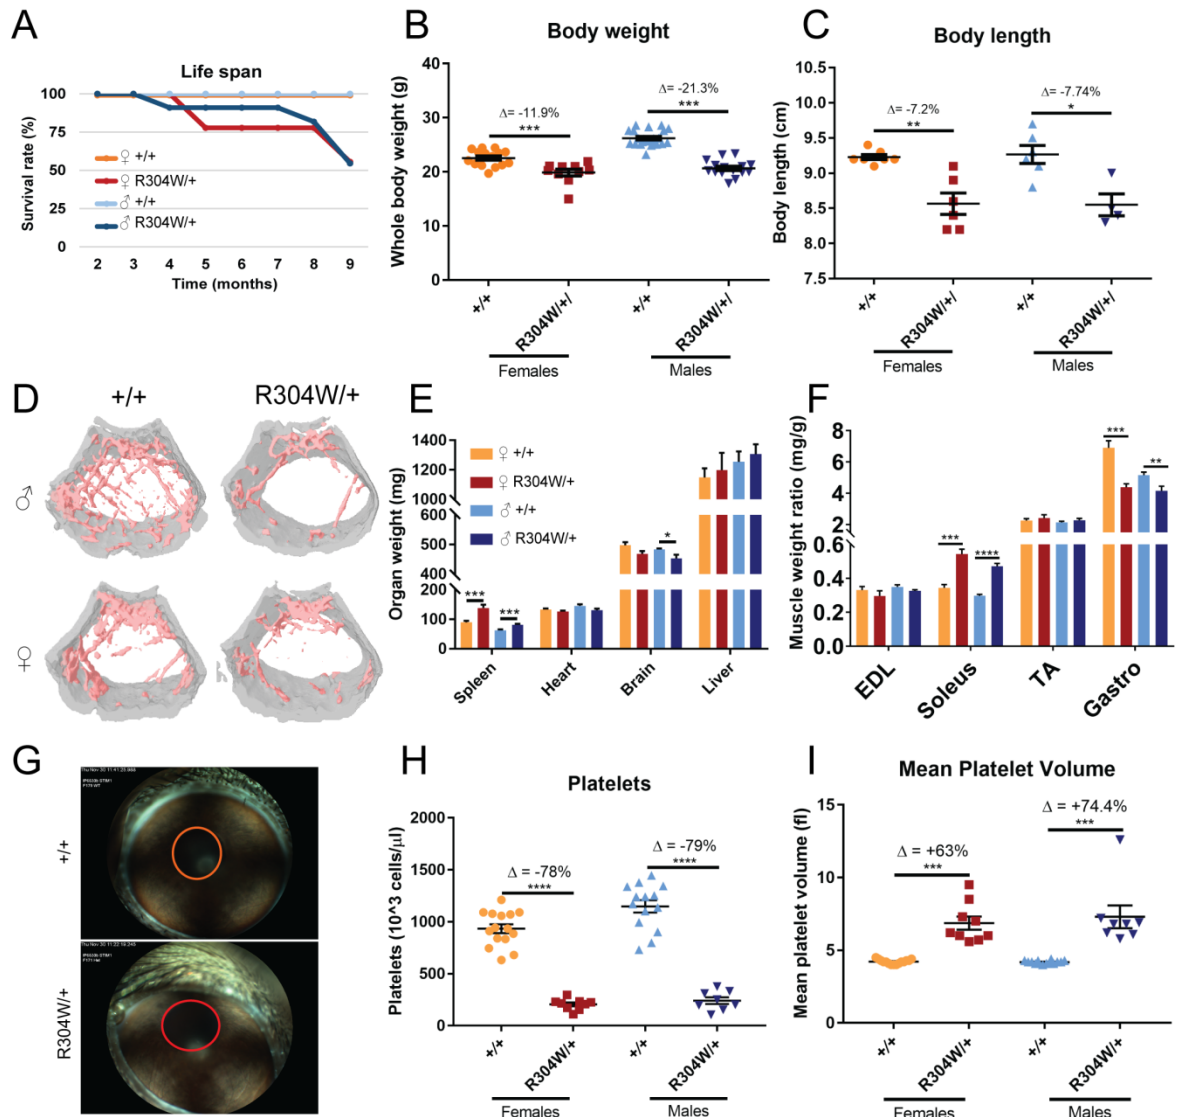 A
Life span
Survival rate (%)
100
75
50
25
0
♀ +/+
♀ R304W/+
♂ +/+
♂ R304W/+
2 3 4 5 6 7 8 9
Time (months)
B
Body weight
Whole body weight (g)
40
30
20
10
0
Δ= -11.9%
***
Δ= -21.3%
***
+/+
R304W/+/
+/+
R304W/+/
Females
Males
C
Body length
Body length (cm)
10.5
10.0
9.5
9.0
8.5
8.0
7.5
Δ= -7.2%
**
Δ= -7.74%
*
+/+
R304W/+/
+/+
R304W/+/
Females
Males
D
+/+
R304W/+
♂
♀
E
Organ weight (mg)
1400
1200
1000
600
500
400
200
100
0
♀ +/+
♀ R304W/+
♂ +/+
♂ R304W/+
***
***
*
Spleen
Heart
Brain
Liver
F
Muscle weight ratio (mg/g)
8
6
4
2
0.6
0.4
0.2
0.0
***
****
***
**
EDL
Soleus
TA
Gastro
G
+/+
R304W/+
H
Platelets
Platelets (10^3 cells/µl)
2000
1500
1000
500
0
Δ = -78%
****
Δ = -79%
****
+/+
R304W/+
+/+
R304W/+
Females
Males
I
Mean Platelet Volume
Mean platelet volume (fl)
15
10
5
0
Δ = +63%
***
Δ = +74.4%
***
+/+
R304W/+
+/+
R304W/+
Females
Males